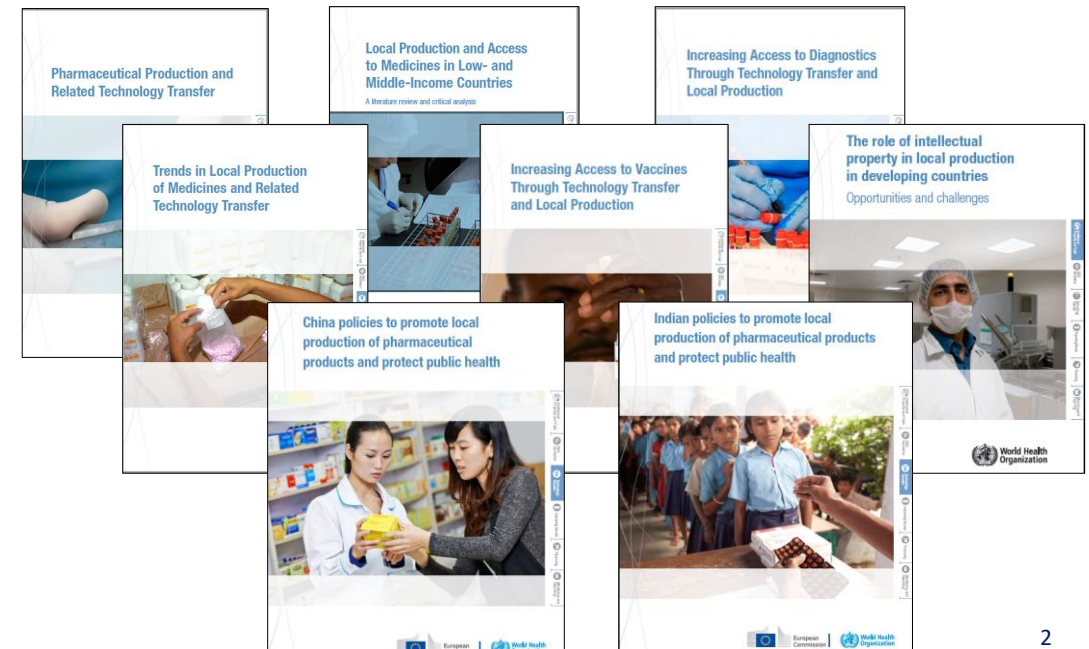 Pharmaceutical Production and
Related Technology Transfer
Local Production and Access
to Medicines in Low- and
Middle-Income Countries
A literature review and critical analysis
Increasing Access to Diagnostics
Through Technology Transfer and
Local Production
Trends in Local Production
of Medicines and Related
Technology Transfer
Increasing Access to Vaccines
Through Technology Transfer
and Local Production
The role of intellectual
property in local production
in developing countries
Opportunities and challenges
World Health
Organization
China policies to promote local
production of pharmaceutical
products and protect public health
European
World Health
Indian policies to promote local
production of pharmaceutical products
and protect public health
European
Commission
World Health
Organization
2